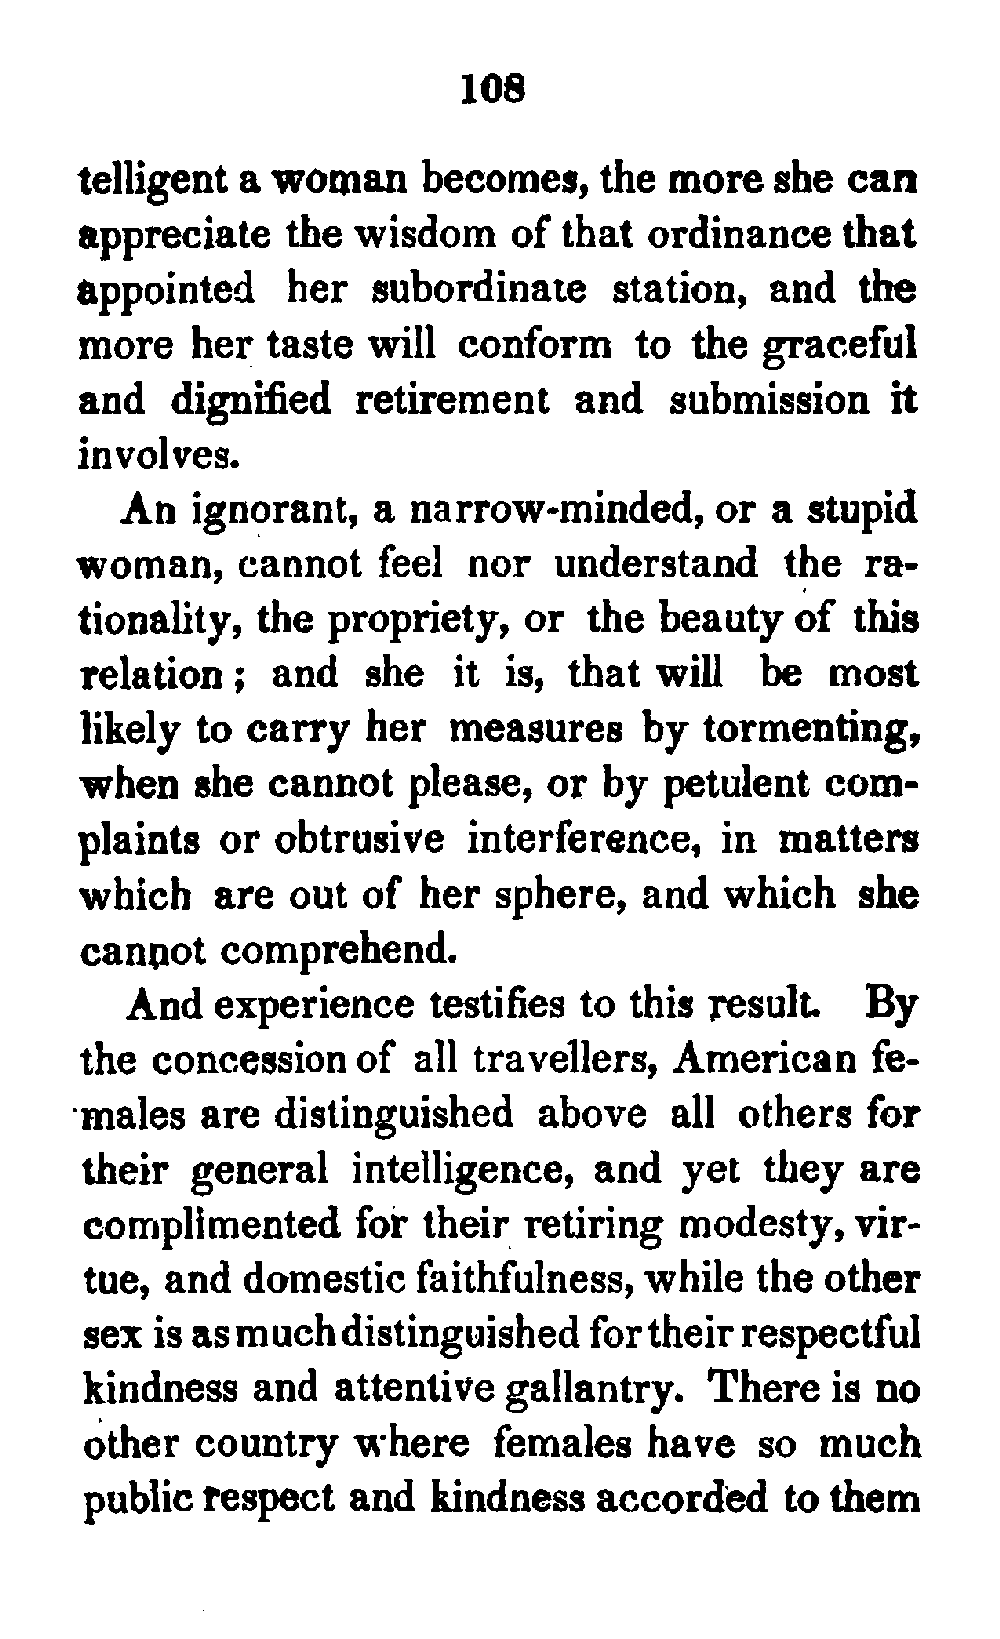 108
telligent a woman becomes, the more she can
appreciate the wisdom of that ordinance that
appointed her subordinate station, and the
more her taste will conform to the graceful
and dignified retirement and submission it
involves.
An ignorant, a narrow-minded, or a stupid
woman, cannot feel nor understand the ra-
tionality, the propriety, or the beauty of this
relation; and she it is, that will be most
likely to carry her measures by tormenting,
when she cannot please, or by petulent com-
plaints or obtrusive interference, in matters
which are out of her sphere, and which she
cannot comprehend.
And experience testifies to this result. By
the concession of all travellers, American fe-
males are distinguished above all others for
their general intelligence, and yet they are
complimented for their retiring modesty, vir-
tue, and domestic faithfulness, while the other
sex is as much distinguished for their respectful
kindness and attentive gallantry. There is no
other country where females have so much
public respect and kindness accorded to them